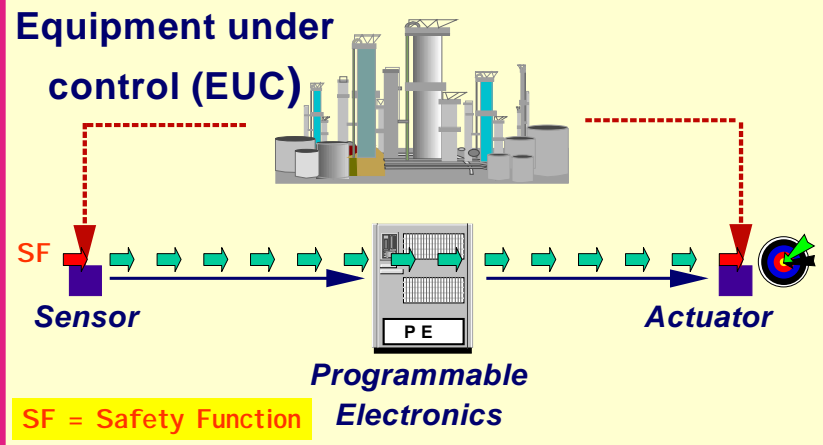 Equipment under
control (EUC)
SF
Sensor
PE
Actuator
Programmable
Electronics
SF = Safety Function